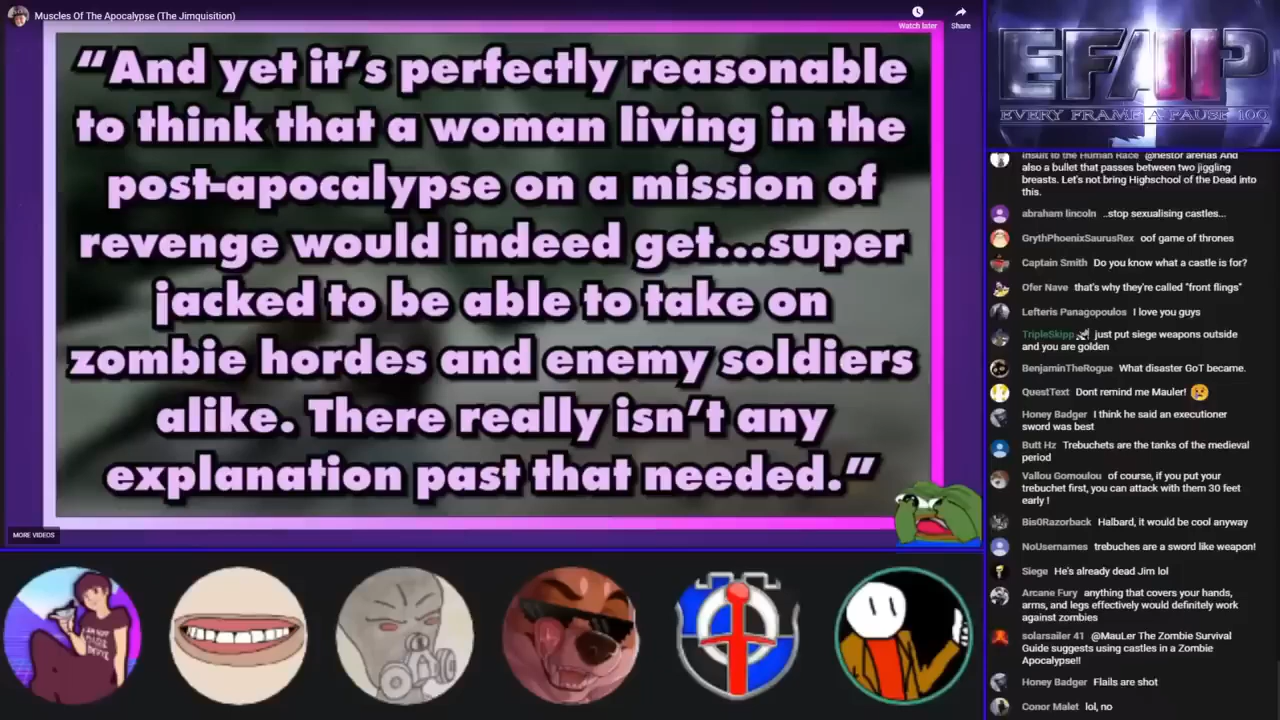 Muscles Of The Apocalypse (The Jimquisition)
Watch later
Share
“And yet it’s perfectly reasonable
to think that a woman living in the
post-apocalypse on a mission of
revenge would indeed get...super
jacked to be able to take on
zombie hordes and enemy soldiers
alike. There really isn’t any
explanation past that needed.”
MORE VIDEOS
EFAP
EVERY FRAME A PAUSE 100
Insult to the Human Race @nestor arenas And
also a bullet that passes between two jiggling
breasts. Let's not bring Highschool of the Dead into
this.
abraham lincoln ..stop sexualising castles...
GrythPhoenixSaurusRex oof game of thrones
Captain Smith Do you know what a castle is for?
Ofer Nave that's why they're called "front flings"
Lefteris Panagopoulos I love you guys
TripleSkipp just put siege weapons outside
and you are golden
BenjaminTheRogue What disaster GoT became.
QuestText Dont remind me Mauler!
Honey Badger I think he said an executioner
sword was best
Butt Hz Trebuchets are the tanks of the medieval
period
Vallou Gomoulou of course, if you put your
trebuchet first, you can attack with them 30 feet
early !
Bis0Razorback Halbard, it would be cool anyway
NoUsernames trebuches are a sword like weapon!
Siege He's already dead Jim lol
Arcane Fury anything that covers your hands,
arms, and legs effectively would definitely work
against zombies
solarsailer 41 @MauLer The Zombie Survival
Guide suggests using castles in a Zombie
Apocalypse!!
Honey Badger Flails are shot
Conor Malet lol, no